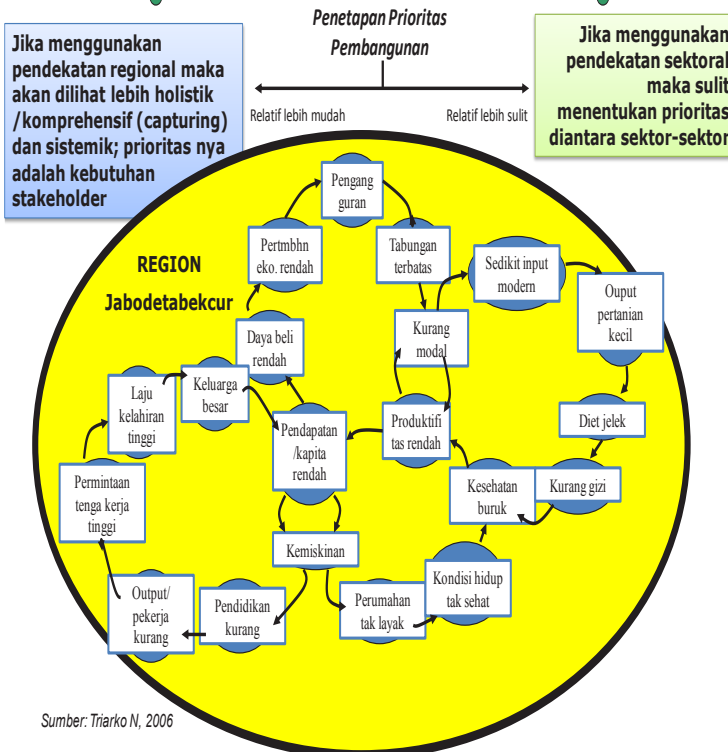 Penetapan Prioritas
Pembangunan
Jika menggunakan
pendekatan regional maka
akan dilihat lebih holistik
/komprehensif (capturing)
dan sistemik; prioritas nya
adalah kebutuhan
stakeholder
Jika menggunakan
pendekatan sektoral
maka sulit
menentukan prioritas
diantara sektor-sektor
Relatif lebih mudah
Relatif lebih sulit
REGION
Jabodetabekcur
Pengang
guran
Pertmbhn
eko. rendah
Tabungan
terbatas
Sedikit input
modern
Ouput
pertanian
kecil
Kurang
modal
Daya beli
rendah
Laju
kelahiran
tinggi
Keluarga
besar
Pendapatan
/kapita
rendah
Produktifi
tas rendah
Diet jelek
Permintaan
tenga kerja
tinggi
Kesehatan
buruk
Kurang gizi
Kemiskinan
Kondisi hidup
tak sehat
Output/
pekerja
kurang
Pendidikan
kurang
Perumahan
tak layak
Sumber: Triarko N, 2006